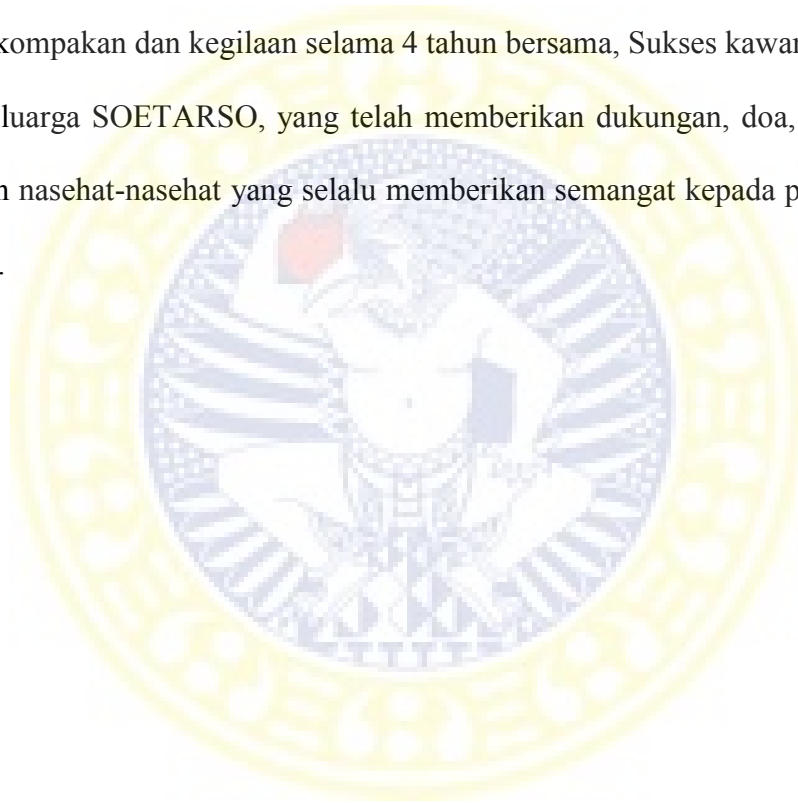 kompakan dan kegilaan selama 4 tahun bersama, Sukses kawan
luarga SOETARSO, yang telah memberikan dukungan, doa,
nasehat-nasehat yang selalu memberikan semangat kepada p